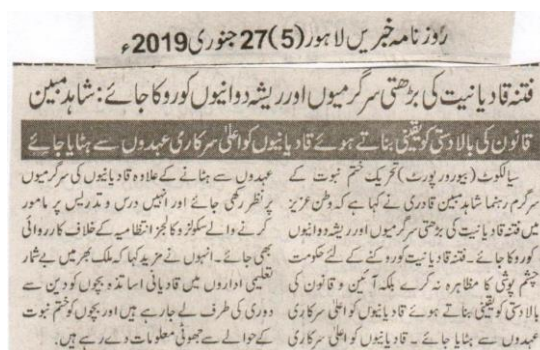 روزنامہ خبریں لاہور (5) 27 جنوری 2019ء
فتنہ قادیانیت کی بڑھتی سرگرمیوں اور ریشہ دوانیوں کو روکا جائے: شاہد مبین
قانون کی بالادستی کو یقینی بناتے ہوئے قادیانیوں کو اعلیٰ سرکاری عہدوں سے ہٹایا جائے
سیالکوٹ (بیورورپورٹ) تحریک ختم نبوت کے
سرگرم رہنما شاہد مبین قادری نے کہا ہے کہ وطن عزیز
میں فتنہ قادیانیت کی بڑھتی سرگرمیوں اور ریشہ دوانیوں
کو روکا جائے۔ فتنہ قادیانیت کو روکنے کے لئے حکومت
چشم پوشی کا مظاہرہ نہ کرے بلکہ آئین و قانون کی
بالادستی کو یقینی بناتے ہوئے قادیانیوں کو اعلیٰ سرکاری
عہدوں سے ہٹایا جائے۔ قادیانیوں کو اعلیٰ سرکاری
عہدوں سے ہٹانے کے علاوہ قادیانیوں کی سرگرمیوں
پر نظر رکھی جائے اور انہیں درس و تدریس پر مامور
کرنے والے سکولز، کالجز انتظامیہ کے خلاف کارروائی
بھی جائے۔ انہوں نے مزید کہا کہ ملک بھر میں بے شمار
تعلیمی اداروں میں قادیانی اساتذہ بچوں کو دین سے
دوری کی طرف لے جا رہے ہیں اور بچوں کو ختم نبوت
کے حوالے سے جھوٹی معلومات دے رہے ہیں۔